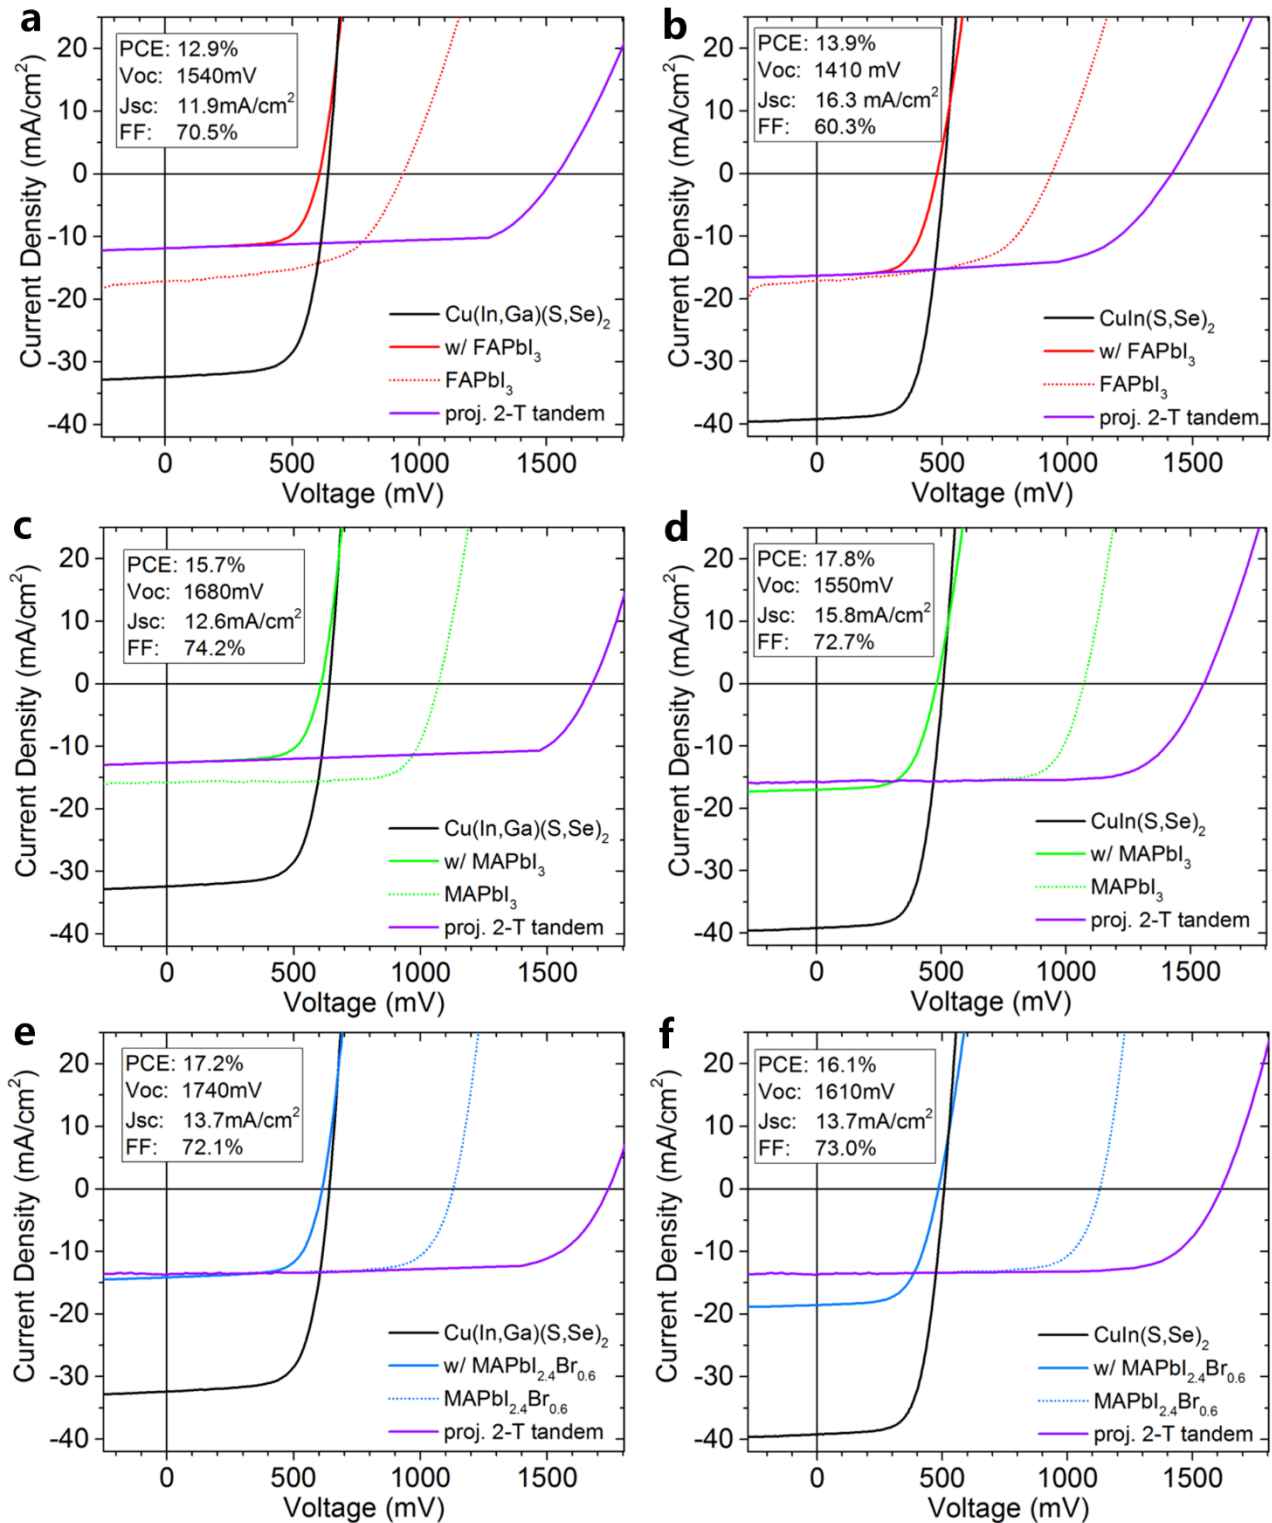 a
PCE: 12.9%
Voc: 1540mV
Jsc: 11.9mA/cm²
FF: 70.5%
20
10
0
-10
-20
-30
-40
Current Density (mA/cm²)
Cu(In,Ga)(S,Se)₂
w/ FAPbI₃
FAPbI₃
proj. 2-T tandem
0 500 1000 1500
Voltage (mV)
b
PCE: 13.9%
Voc: 1410 mV
Jsc: 16.3 mA/cm²
FF: 60.3%
20
10
0
-10
-20
-30
-40
Current Density (mA/cm²)
CuIn(S,Se)₂
w/ FAPbI₃
FAPbI₃
proj. 2-T tandem
0 500 1000 1500
Voltage (mV)
c
PCE: 15.7%
Voc: 1680mV
Jsc: 12.6mA/cm²
FF: 74.2%
20
10
0
-10
-20
-30
-40
Current Density (mA/cm²)
Cu(In,Ga)(S,Se)₂
w/ MAPbI₃
MAPbI₃
proj. 2-T tandem
0 500 1000 1500
Voltage (mV)
d
PCE: 17.8%
Voc: 1550mV
Jsc: 15.8mA/cm²
FF: 72.7%
20
10
0
-10
-20
-30
-40
Current Density (mA/cm²)
CuIn(S,Se)₂
w/ MAPbI₃
MAPbI₃
proj. 2-T tandem
0 500 1000 1500
Voltage (mV)
e
PCE: 17.2%
Voc: 1740mV
Jsc: 13.7mA/cm²
FF: 72.1%
20
10
0
-10
-20
-30
-40
Current Density (mA/cm²)
Cu(In,Ga)(S,Se)₂
w/ MAPbI₂.₄Br₀.₆
MAPbI₂.₄Br₀.₆
proj. 2-T tandem
0 500 1000 1500
Voltage (mV)
f
PCE: 16.1%
Voc: 1610mV
Jsc: 13.7mA/cm²
FF: 73.0%
20
10
0
-10
-20
-30
-40
Current Density (mA/cm²)
CuIn(S,Se)₂
w/ MAPbI₂.₄Br₀.₆
MAPbI₂.₄Br₀.₆
proj. 2-T tandem
0 500 1000 1500
Voltage (mV)